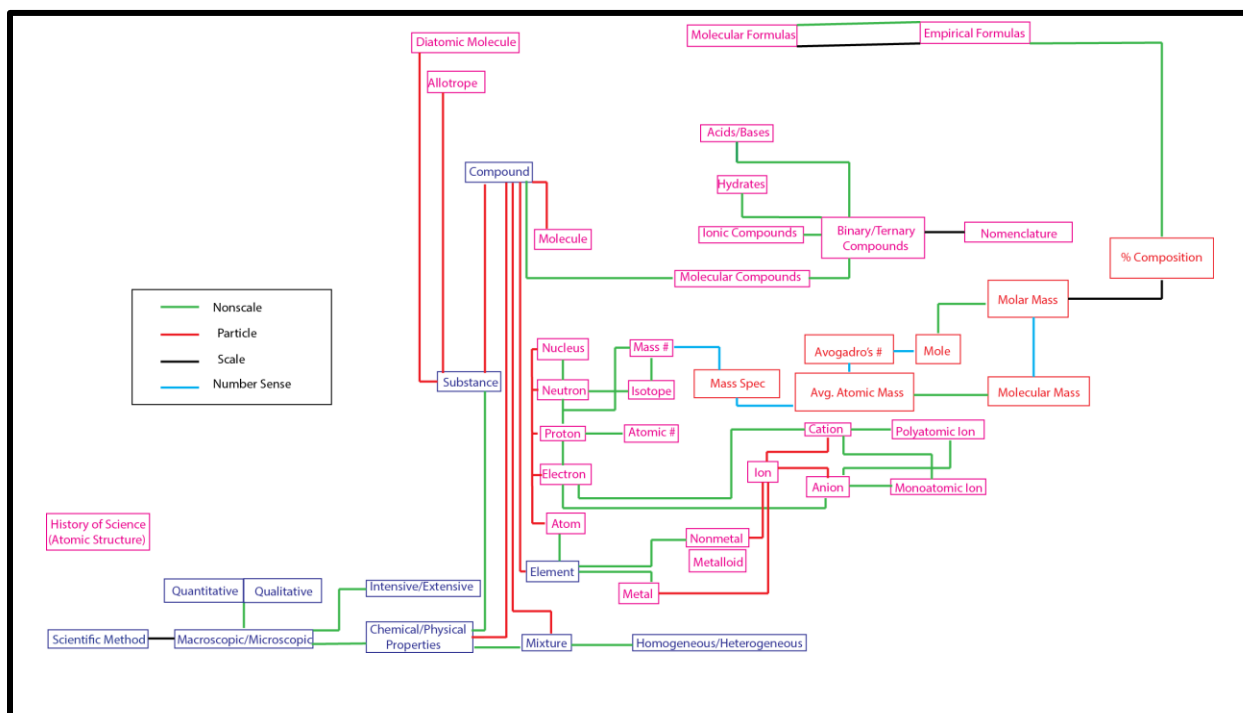 Molecular Formulas
Empirical Formulas
Diatomic Molecule
Allotrope
Acids/Bases
Compound
Hydrates
Molecule
Ionic Compounds
Binary/Ternary
Compounds
Nomenclature
% Composition
Molecular Compounds
Molar Mass
Nonscale
Particle
Scale
Number Sense
Nucleus
Mass #
Avogadro's #
Mole
Substance
Neutron
Isotope
Mass Spec
Avg. Atomic Mass
Molecular Mass
Proton
Atomic #
Cation
Polyatomic Ion
Electron
Ion
Anion
Monoatomic Ion
History of Science
(Atomic Structure)
Atom
Nonmetal
Metalloid
Element
Metal
Quantitative
Qualitative
Intensive/Extensive
Scientific Method
Macroscopic/Microscopic
Chemical/Physical
Properties
Mixture
Homogeneous/Heterogeneous